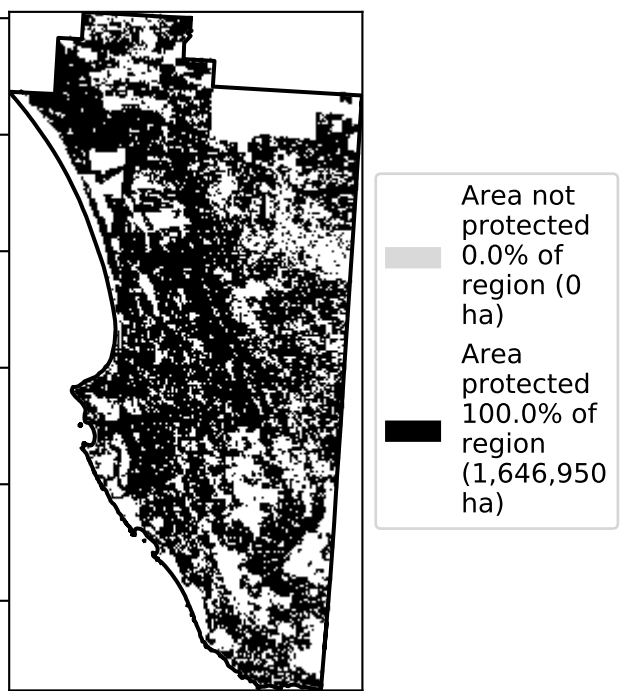 Area not
protected
0.0% of
region (0
ha)
Area
protected
100.0% of
region
(1,646,950
ha)